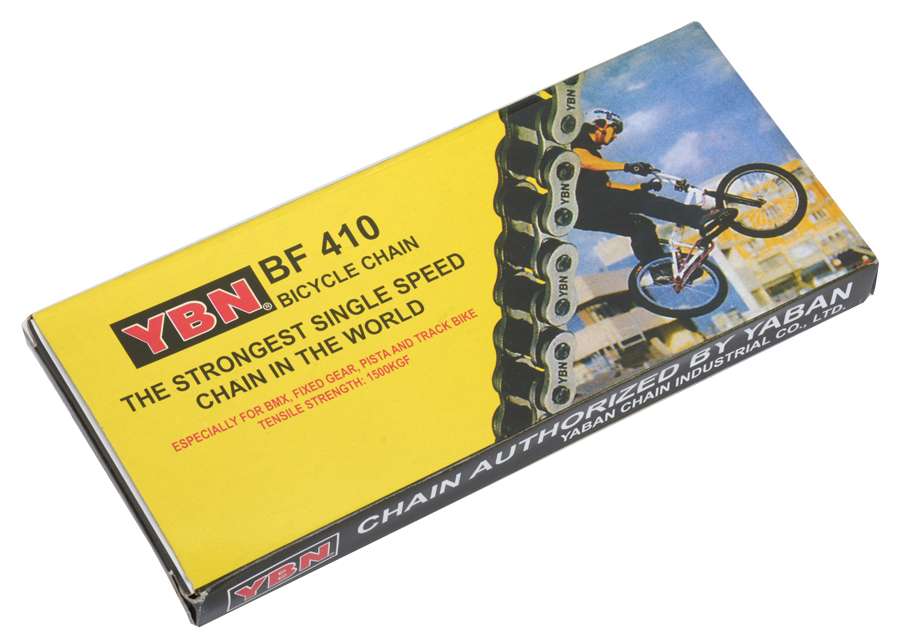 YBN® BF 410
BICYCLE CHAIN
THE STRONGEST SINGLE SPEED
CHAIN IN THE WORLD
ESPECIALLY FOR BMX, FIXED GEAR, PISTA AND TRACK BIKE
TENSILE STRENGTH: 1500KGF
YBN
YBN
YBN
YBN
YBN®
CHAIN AUTHORIZED BY YABAN
YABAN CHAIN INDUSTRIAL CO., LTD.